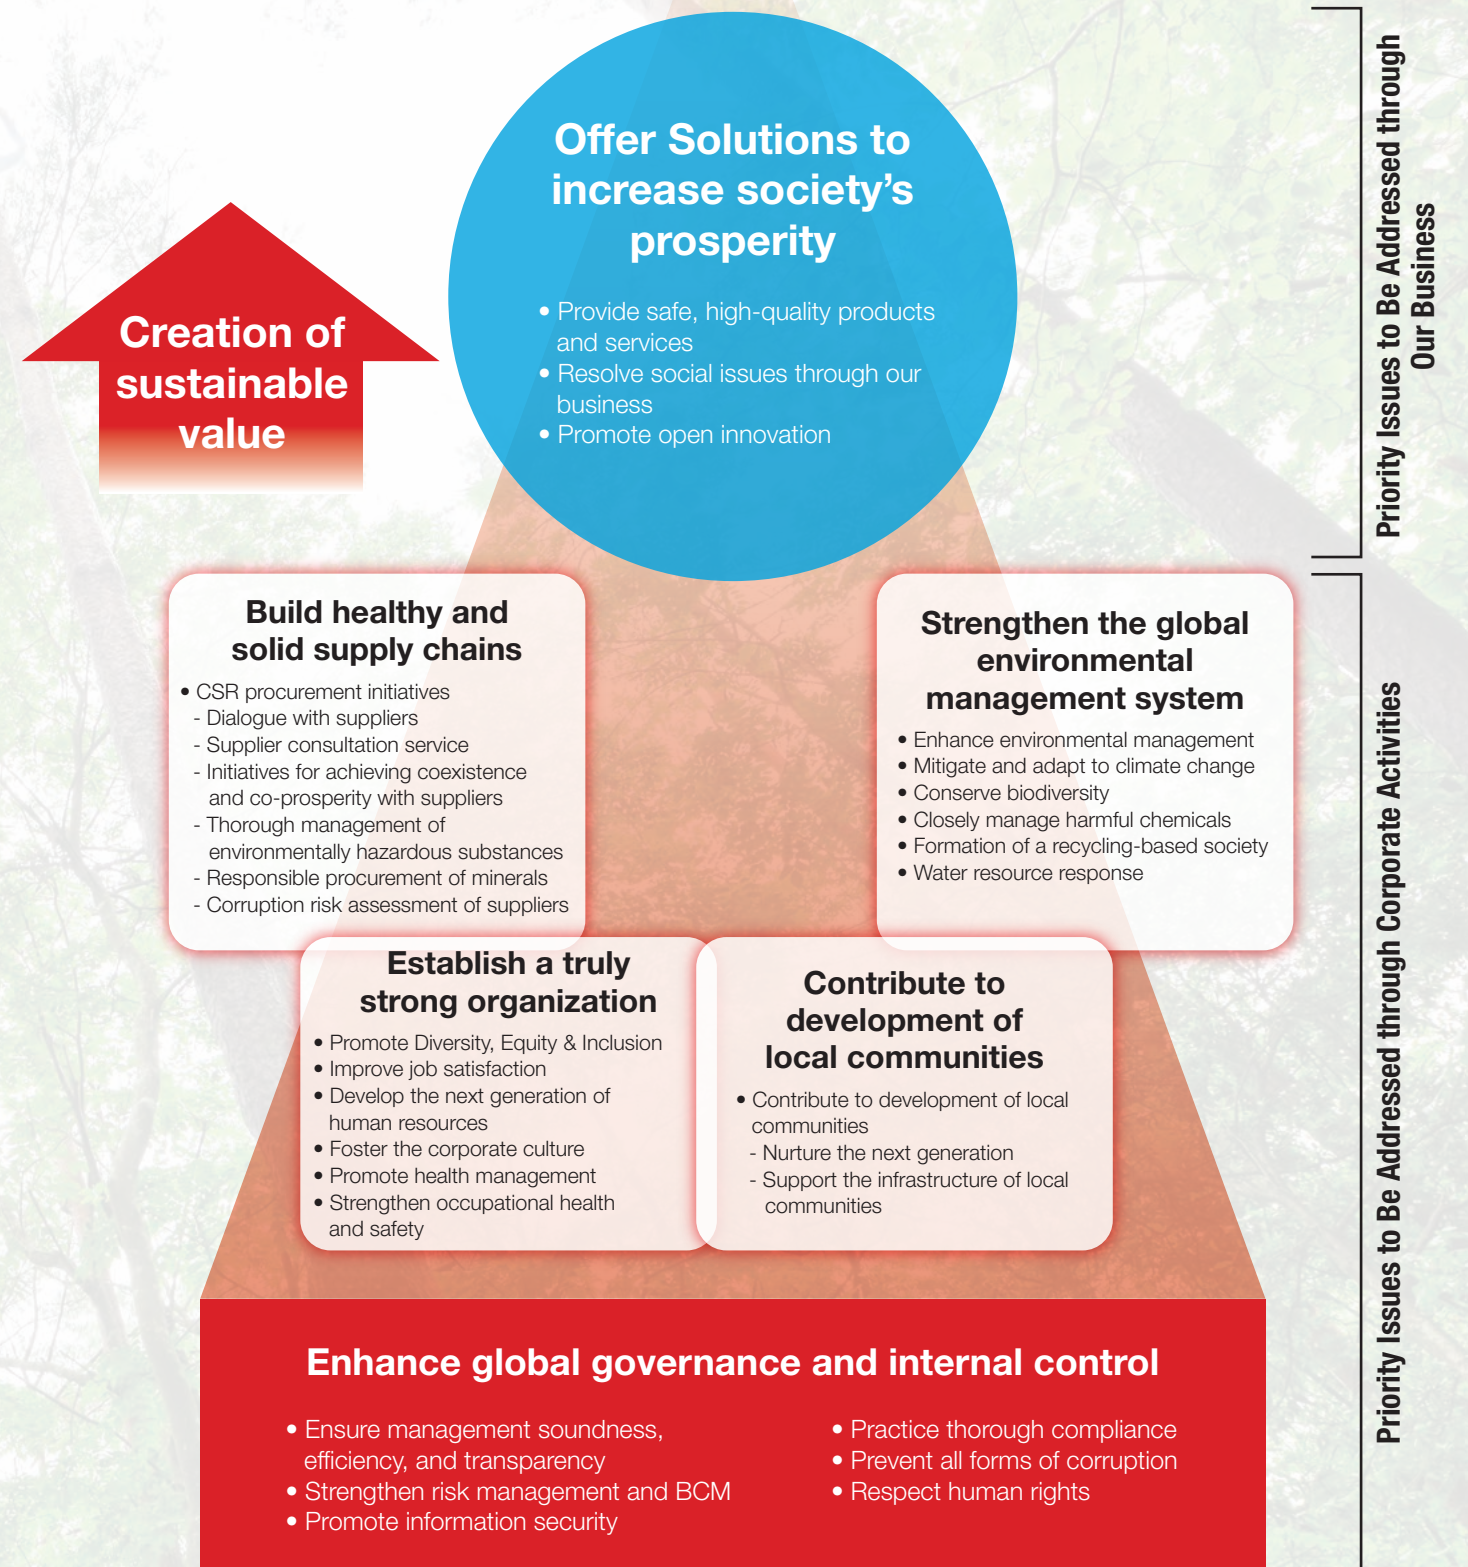 Offer Solutions to
increase society's
prosperity
• Provide safe, high-quality products
and services
• Resolve social issues through our
business
• Promote open innovation
Creation of
sustainable
value
Priority Issues to Be Addressed through
Our Business
Build healthy and
solid supply chains
• CSR procurement initiatives
- Dialogue with suppliers
- Supplier consultation service
- Initiatives for achieving coexistence
and co-prosperity with suppliers
- Thorough management of
environmentally hazardous substances
- Responsible procurement of minerals
- Corruption risk assessment of suppliers
Strengthen the global
environmental
management system
• Enhance environmental management
• Mitigate and adapt to climate change
• Conserve biodiversity
• Closely manage harmful chemicals
• Formation of a recycling-based society
• Water resource response
Establish a truly
strong organization
• Promote Diversity, Equity & Inclusion
• Improve job satisfaction
• Develop the next generation of
human resources
• Foster the corporate culture
• Promote health management
• Strengthen occupational health
and safety
Contribute to
development of
local communities
• Contribute to development of local
communities
- Nurture the next generation
- Support the infrastructure of local
communities
Priority Issues to Be Addressed through Corporate Activities
Enhance global governance and internal control
• Ensure management soundness,
efficiency, and transparency
• Strengthen risk management and BCM
• Promote information security
• Practice thorough compliance
• Prevent all forms of corruption
• Respect human rights